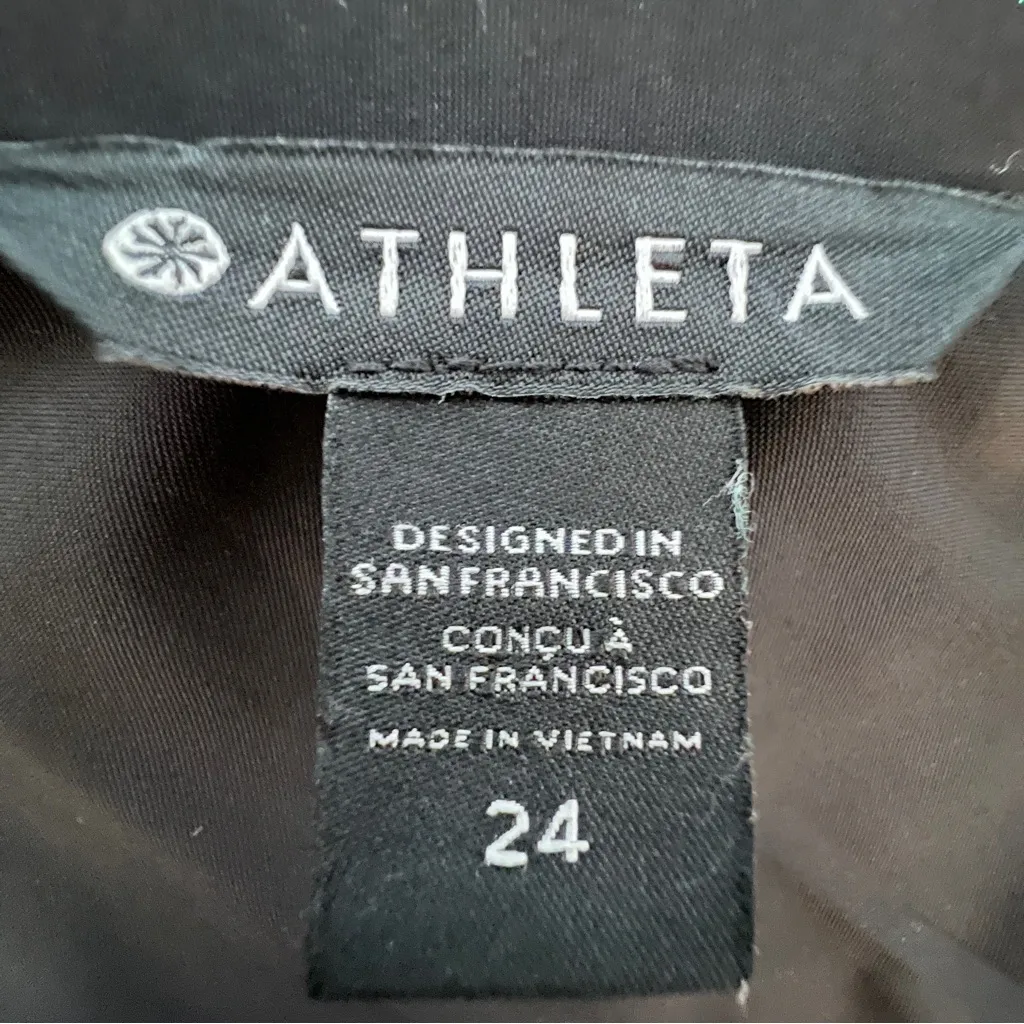 ATHLETA
DESIGNED IN
SAN FRANCISCO
CONÇU À
SAN FRANCISCO
MADE IN VIETNAM
24